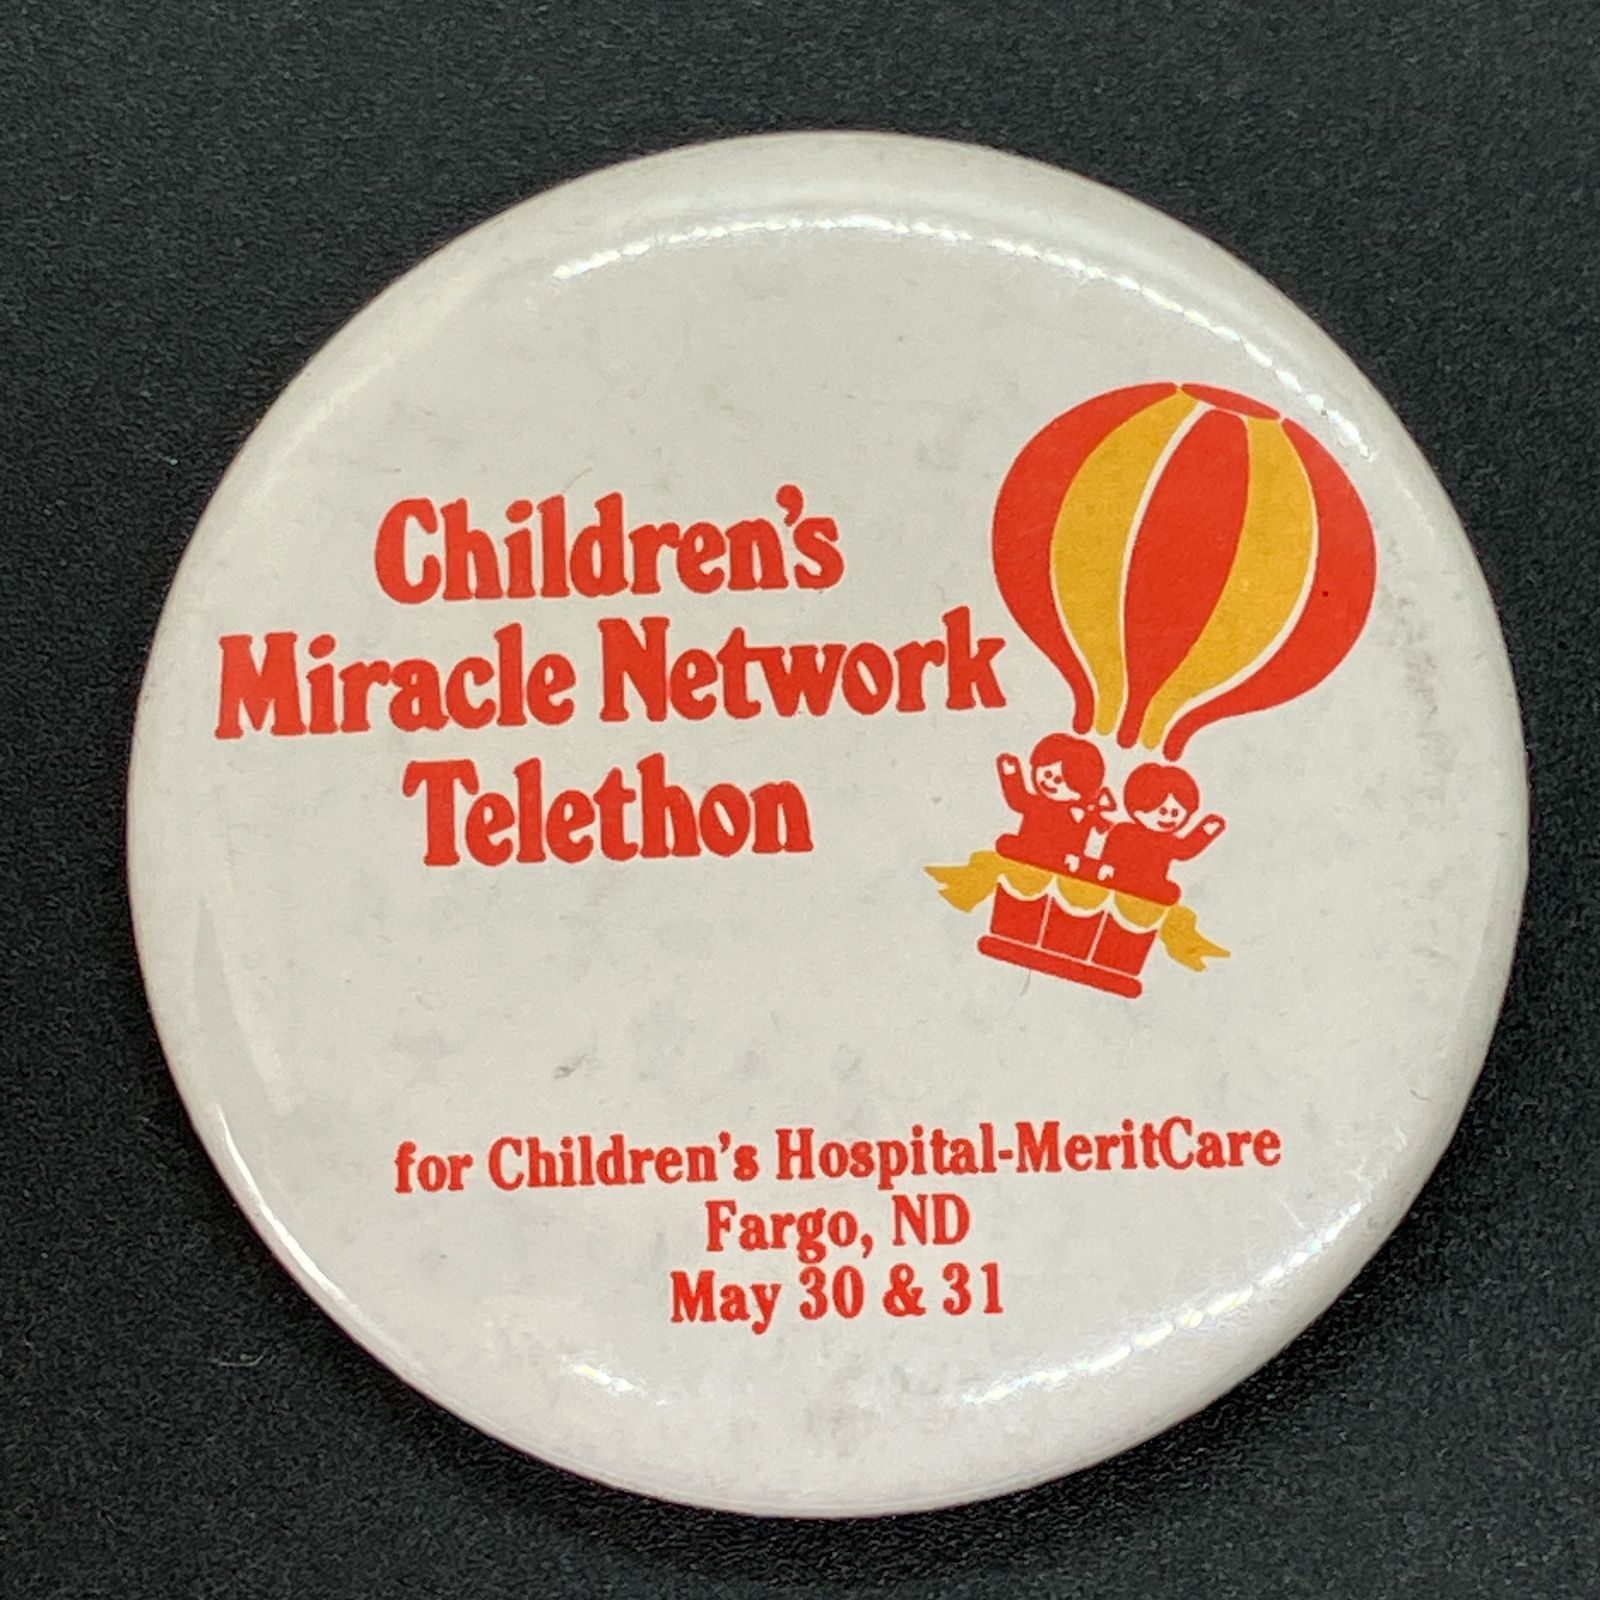 Children's
Miracle Network
Telethon
for Children's Hospital-MeritCare
Fargo, ND
May 30 & 31